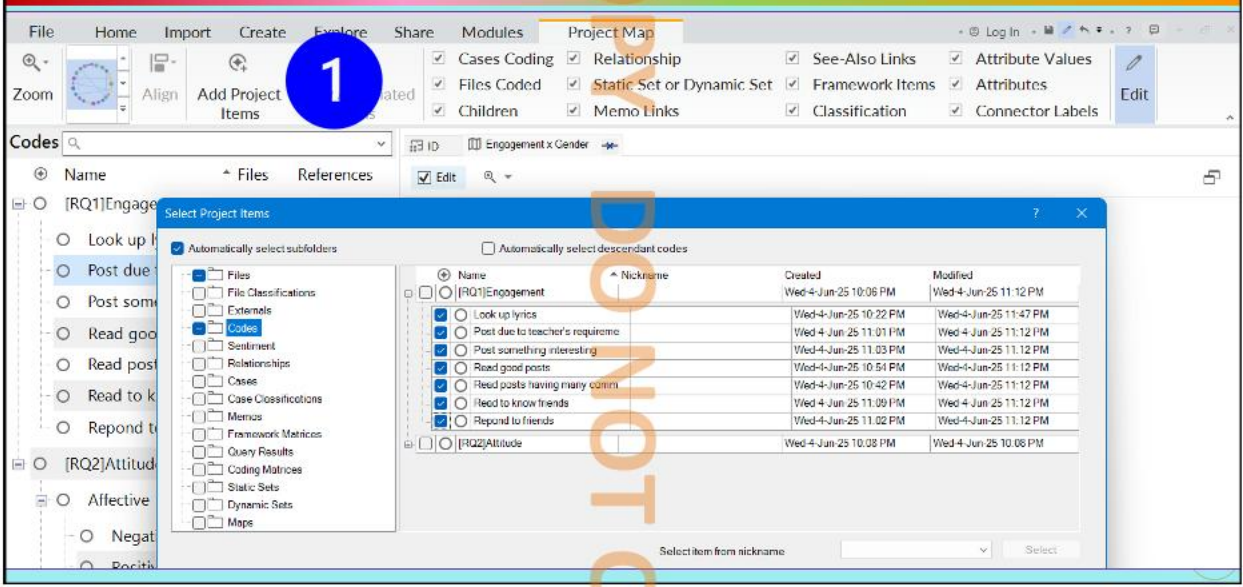 File Home Import Create Explore Share Modules Project Map Log In
Zoom Align Add Project Items
1
Cases Coding Relationship See-Also Links Attribute Values
Files Coded Static Set or Dynamic Set Framework Items Attributes
Children Memo Links Classification Connector Labels
Edit
Codes
ID Engagement x Gender
Name Files References
Edit
[RQ1]Engage
Look up
Post due
Post som
Read goo
Read post
Read to k
Repond t
[RQ2]Attitud
Affective
Negat
Positiv
Select Project Items ?
Automatically select subfolders
Automatically select descendant codes
Files
File Classifications
Externals
Codes
Sentiment
Relationships
Cases
Case Classifications
Memos
Framework Matrices
Query Results
Coding Matrices
Static Sets
Dynamic Sets
Maps
Name Nickname Created Modified
[RQ1]Engagement Wed-4-Jun-25 10:06 PM Wed-4-Jun-25 11:12 PM
Look up lyrics Wed-4-Jun-25 10:22 PM Wed-4-Jun-25 11:47 PM
Post due to teacher's requireme Wed-4-Jun-25 11:01 PM Wed-4-Jun-25 11:12 PM
Post something interesting Wed-4-Jun-25 11:03 PM Wed-4-Jun-25 11:12 PM
Read good posts Wed-4-Jun-25 10:54 PM Wed-4-Jun-25 11:12 PM
Read posts having many comm Wed-4-Jun-25 10:42 PM Wed-4-Jun-25 11:12 PM
Read to know friends Wed-4-Jun-25 11:09 PM Wed-4-Jun-25 11:12 PM
Repond to friends Wed-4-Jun-25 11:02 PM Wed-4-Jun-25 11:12 PM
[RQ2]Attitude Wed-4-Jun-25 10:08 PM Wed-4-Jun-25 10:08 PM
Select item from nickname Select
DO NOT